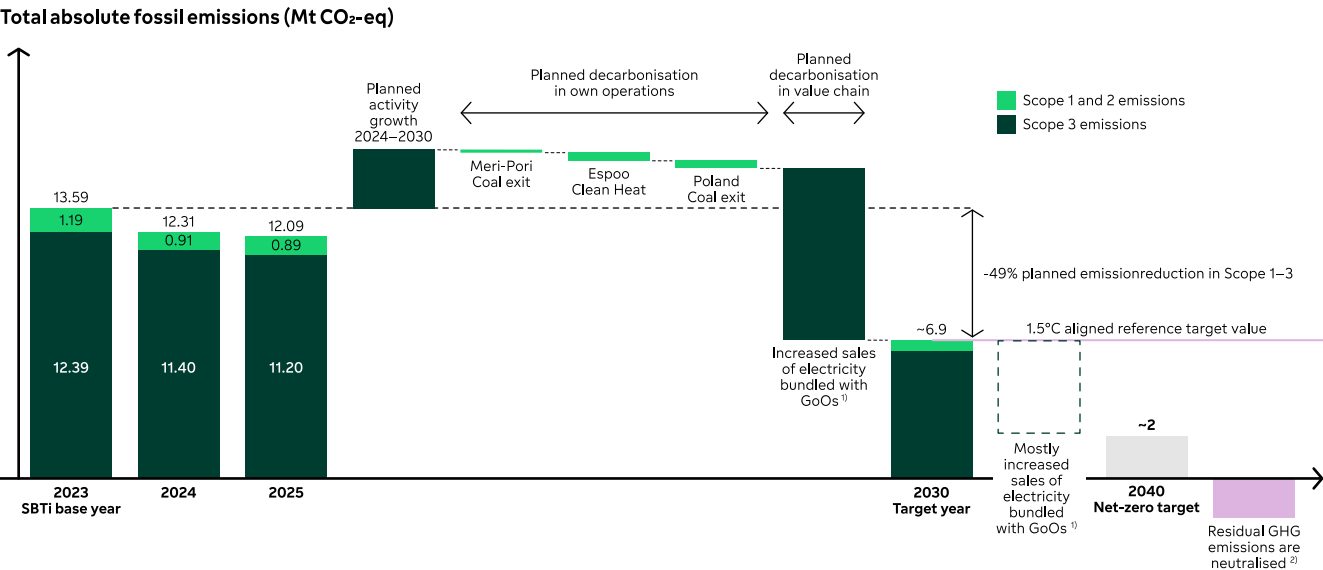 Total absolute fossil emissions (Mt CO₂-eq)
Planned
activity
growth
2024–2030
Planned decarbonisation
in own operations
Planned
decarbonisation
in value chain
Scope 1 and 2 emissions
Scope 3 emissions
Meri-Pori
Coal exit
Espoo
Clean Heat
Poland
Coal exit
13.59
1.19
12.39
12.31
0.91
11.40
12.09
0.89
11.20
-49% planned emissionreduction in Scope 1–3
~6.9
1.5°C aligned reference target value
Increased sales
of electricity
bundled with
GoOs ¹⁾
~2
Mostly
increased
sales of
electricity
bundled
with GoOs ¹⁾
2023
SBTi base year
2024
2025
2030
Target year
2040
Net-zero target
Residual GHG
emissions are
neutralised ²⁾